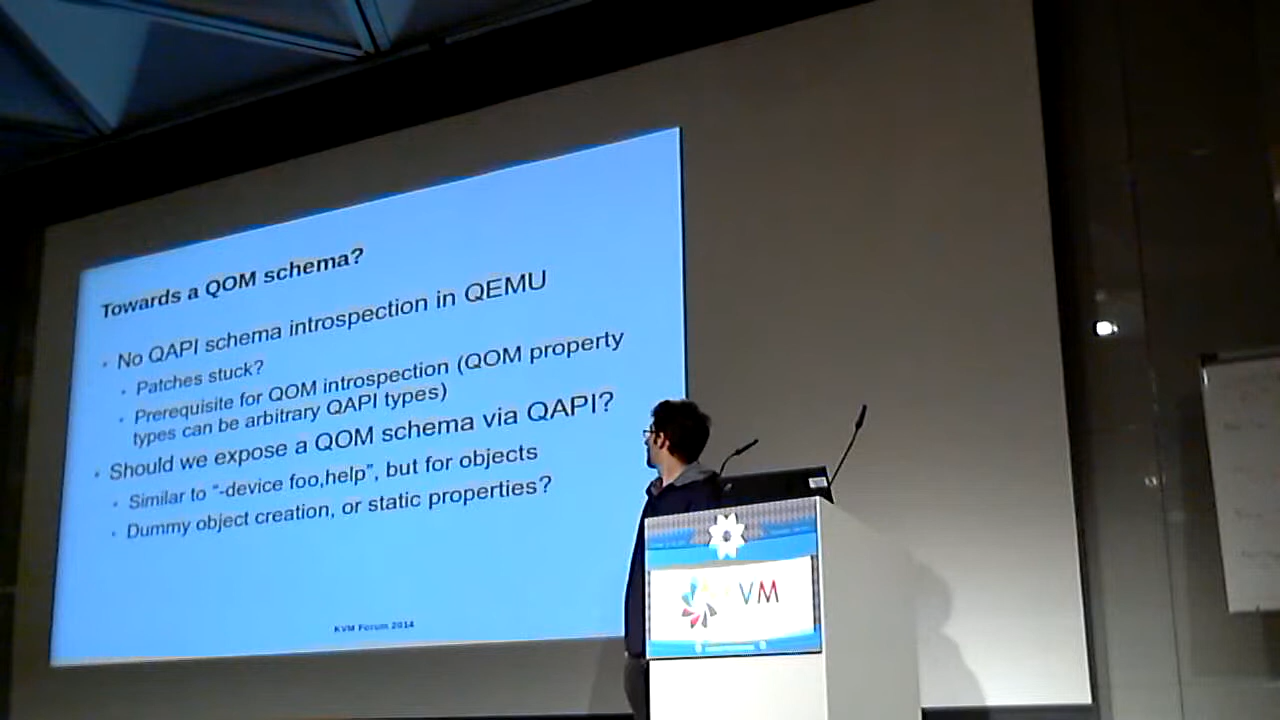 Towards a QOM schema?
• No QAPI schema introspection in QEMU
• Patches stuck?
• Prerequisite for QOM introspection (QOM property
types can be arbitrary QAPI types)
• Should we expose a QOM schema via QAPI?
• Similar to “-device foo,help”, but for objects
• Dummy object creation, or static properties?
KVM Forum 2014
VM